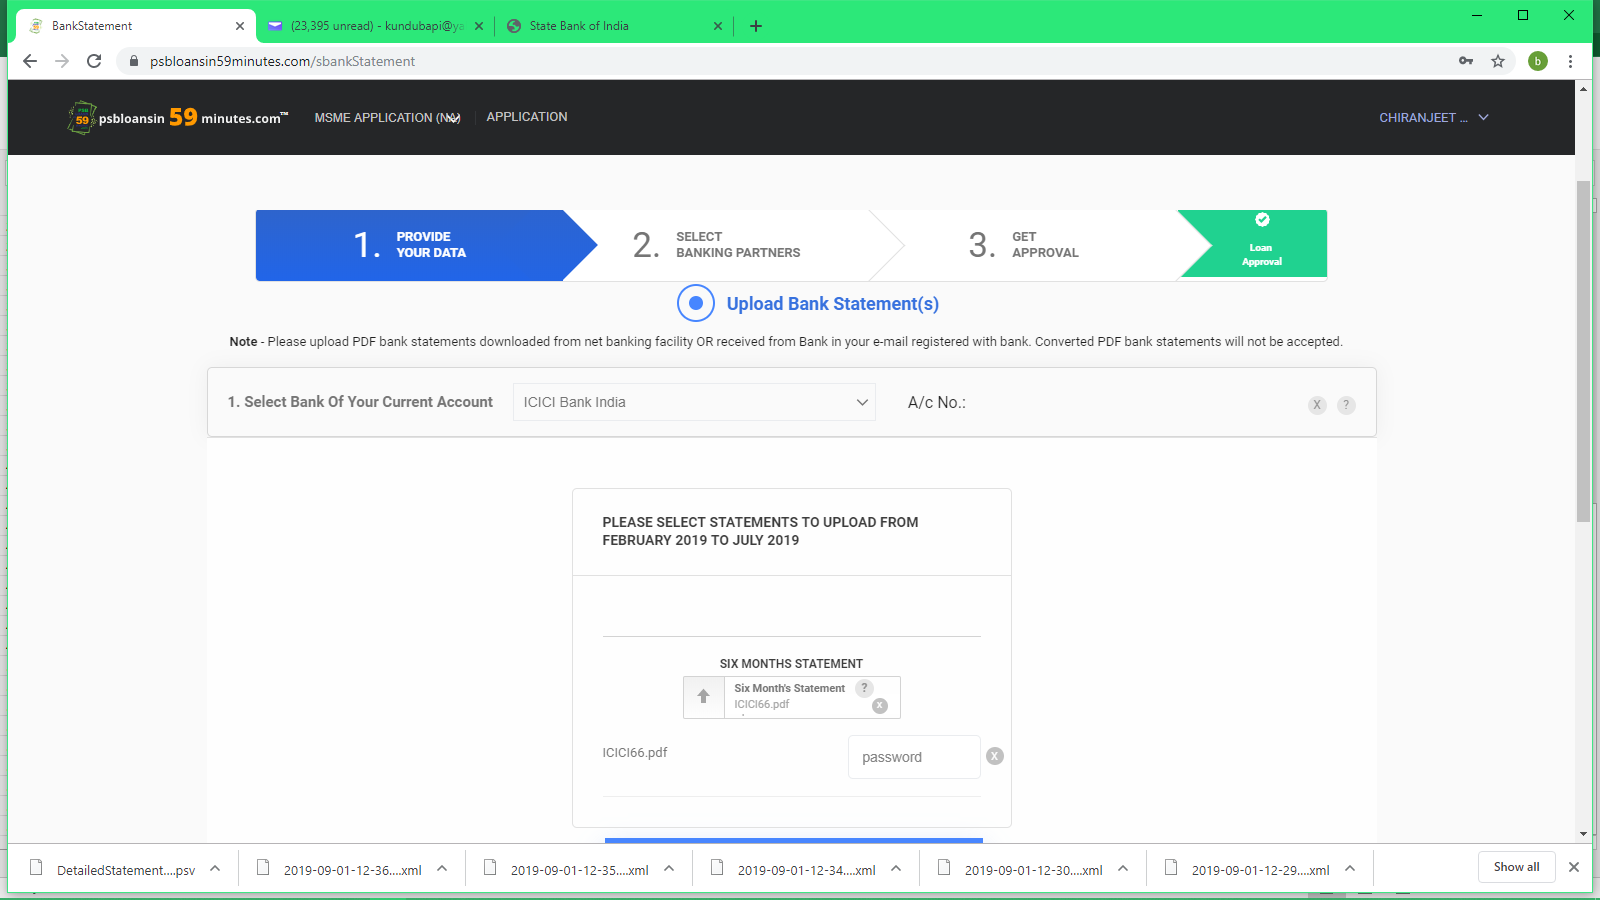 BankStatement
(23,395 unread) - kundubapi@ya
State Bank of India
psbloansin59minutes.com/sbankStatement
b
PSB
59
psbloansin 59 minutes.com™
MSME APPLICATION
APPLICATION
CHIRANJEET ...
1. PROVIDE
YOUR DATA
2. SELECT
BANKING PARTNERS
3. GET
APPROVAL
Loan
Approval
Upload Bank Statement(s)
Note - Please upload PDF bank statements downloaded from net banking facility OR received from Bank in your e-mail registered with bank. Converted PDF bank statements will not be accepted.
1. Select Bank Of Your Current Account
ICICI Bank India
A/c No.:
X
?
PLEASE SELECT STATEMENTS TO UPLOAD FROM
FEBRUARY 2019 TO JULY 2019
SIX MONTHS STATEMENT
Six Month's Statement
?
ICICI66.pdf
X
ICICI66.pdf
password
X
DetailedStatement....psv
2019-09-01-12-36....xml
2019-09-01-12-35....xml
2019-09-01-12-34....xml
2019-09-01-12-30....xml
2019-09-01-12-29....xml
Show all